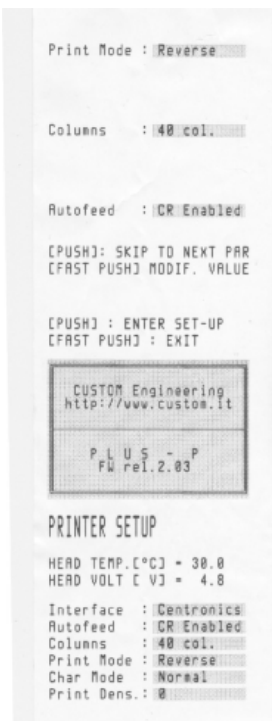 Print Mode : Reverse
Columns : 40 col.
Autofeed : CR Enabled
[PUSH]: SKIP TO NEXT PAR
[FAST PUSH] MODIF. VALUE
[PUSH] : ENTER SET-UP
[FAST PUSH] : EXIT
CUSTOM Engineering
http://www.custom.it
P L U S - P
FW rel.2.03
PRINTER SETUP
HEAD TEMP.[°C] = 30.0
HEAD VOLT [ V] = 4.8
Interface : Centronics
Autofeed : CR Enabled
Columns : 40 col.
Print Mode : Reverse
Char Mode : Normal
Print Dens.: 0